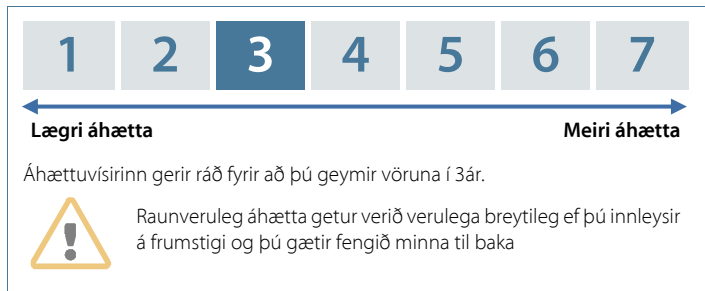 1 2 3 4 5 6 7
Lægri áhætta Meiri áhætta
Áhættuvísirinn gerir ráð fyrir að þú geymir vöruna í 3ár.
Raunveruleg áhætta getur verið verulega breytileg ef þú innleysir
á frumstigi og þú gætir fengið minna til baka